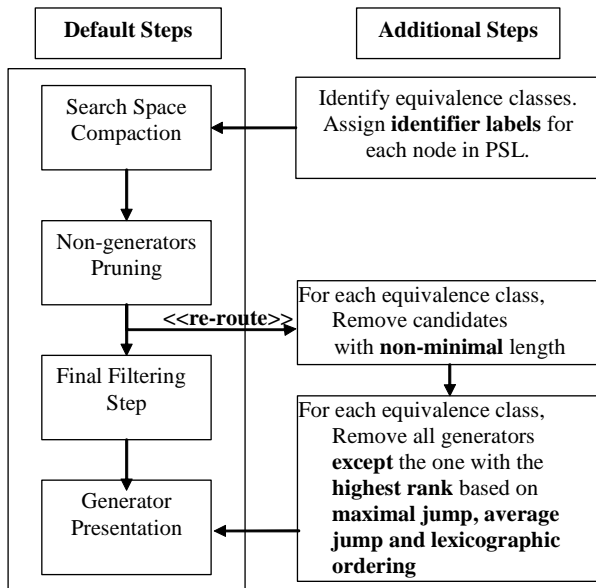 Default Steps
Additional Steps
Search Space
Compaction
Identify equivalence classes.
Assign identifier labels for
each node in PSL.
Non-generators
Pruning
<<re-route>>
For each equivalence class,
Remove candidates
with non-minimal length
Final Filtering
Step
For each equivalence class,
Remove all generators
except the one with the
highest rank based on
maximal jump, average
jump and lexicographic
ordering
Generator
Presentation